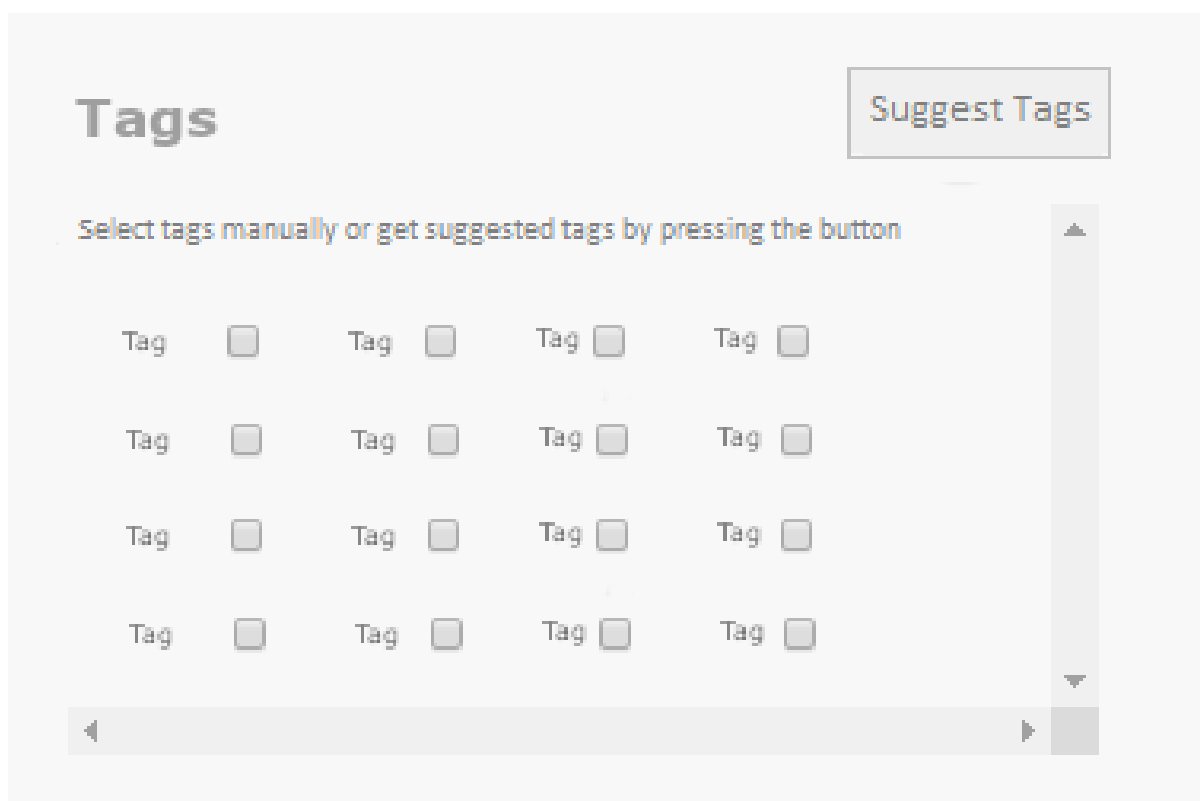 Tags
Suggest Tags
Select tags manually or get suggested tags by pressing the button
Tag Tag Tag Tag
Tag Tag Tag Tag
Tag Tag Tag Tag
Tag Tag Tag Tag